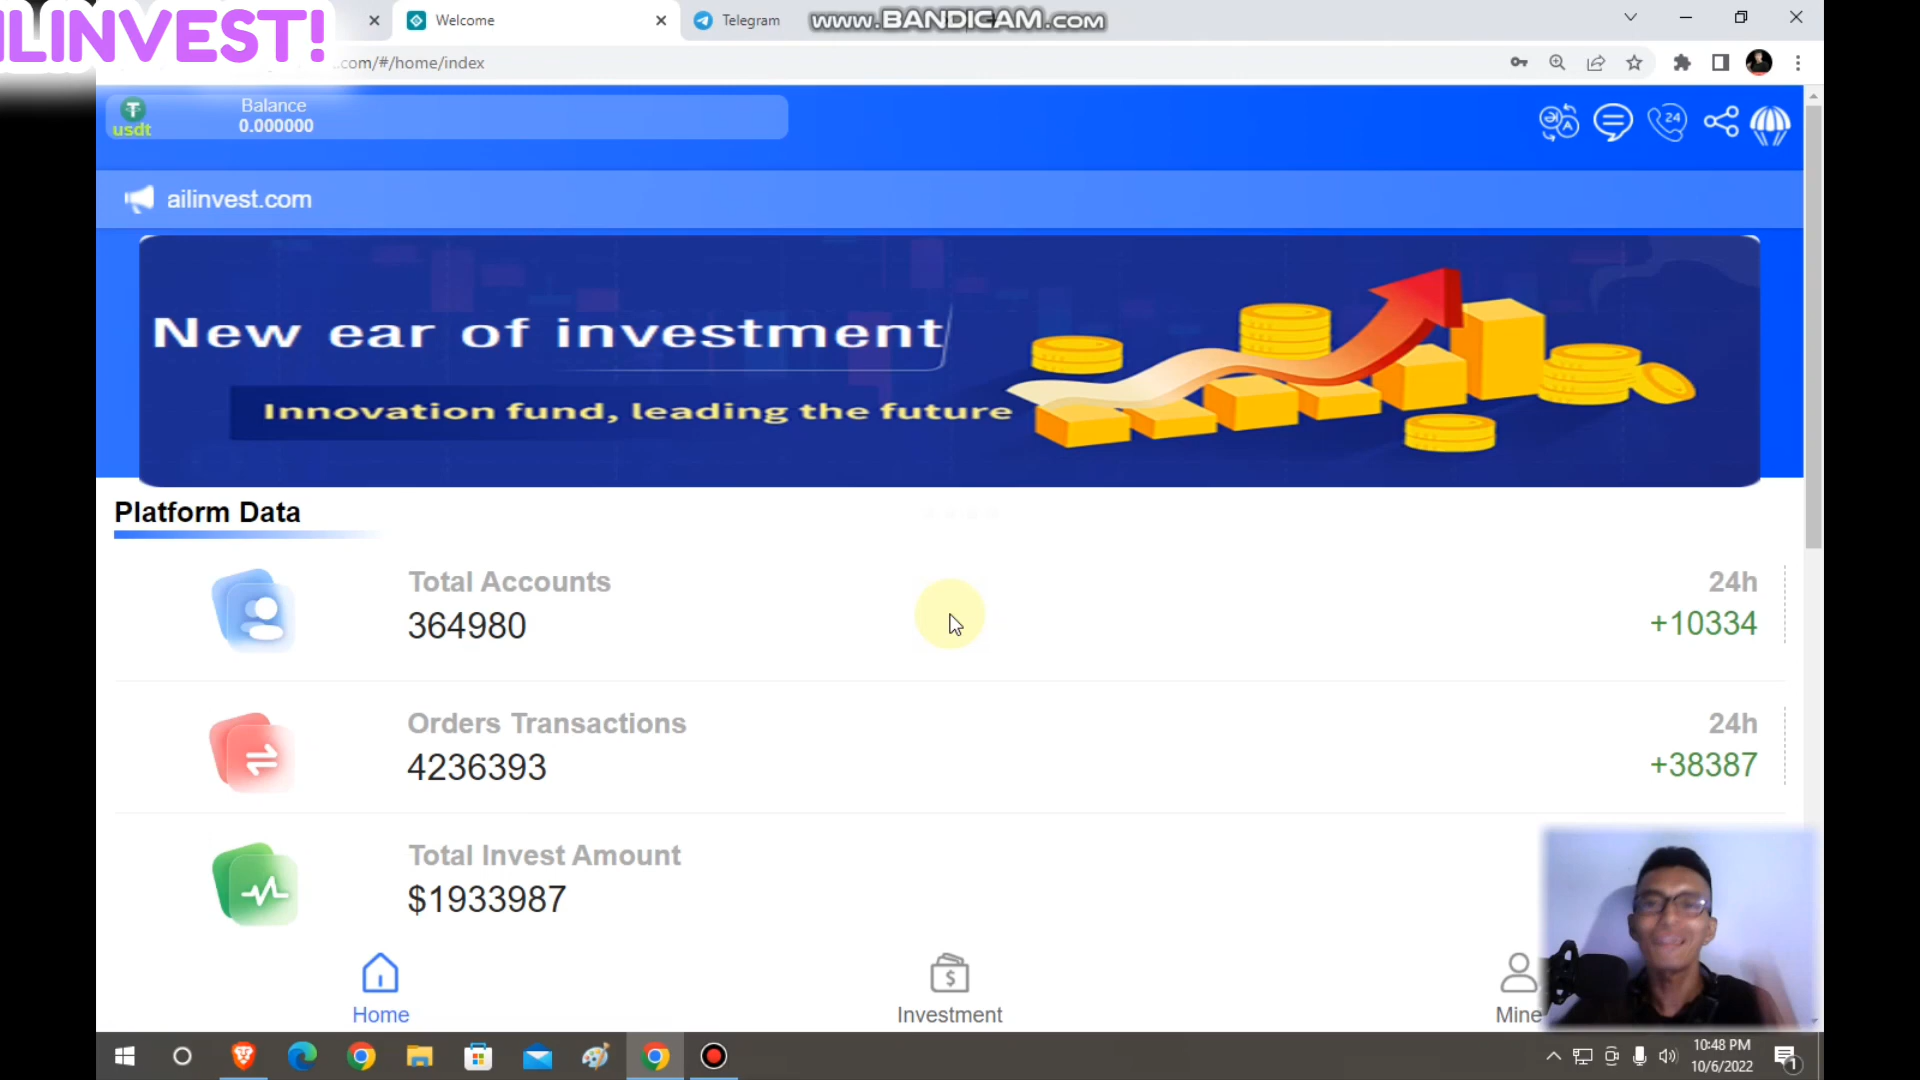 ILINVEST!
Welcome
Telegram
www.BANDICAM.com
.com/#/home/index
usdt
Balance
0.000000
24
ailinvest.com
New ear of investment
Innovation fund, leading the future
Platform Data
Total Accounts
364980
24h
+10334
Orders Transactions
4236393
24h
+38387
Total Invest Amount
$1933987
Home
Investment
Mine
10:48 PM
10/6/2022
1